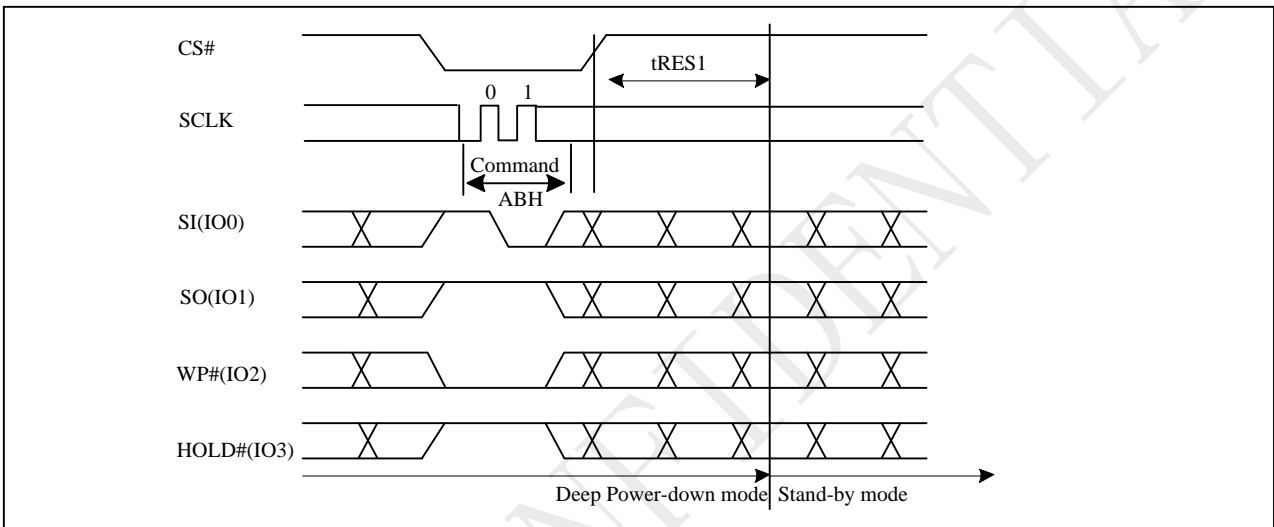 CS#
tRES1
0 1
SCLK
Command
ABH
SI(IO0)
SO(IO1)
WP#(IO2)
HOLD#(IO3)
Deep Power-down mode Stand-by mode